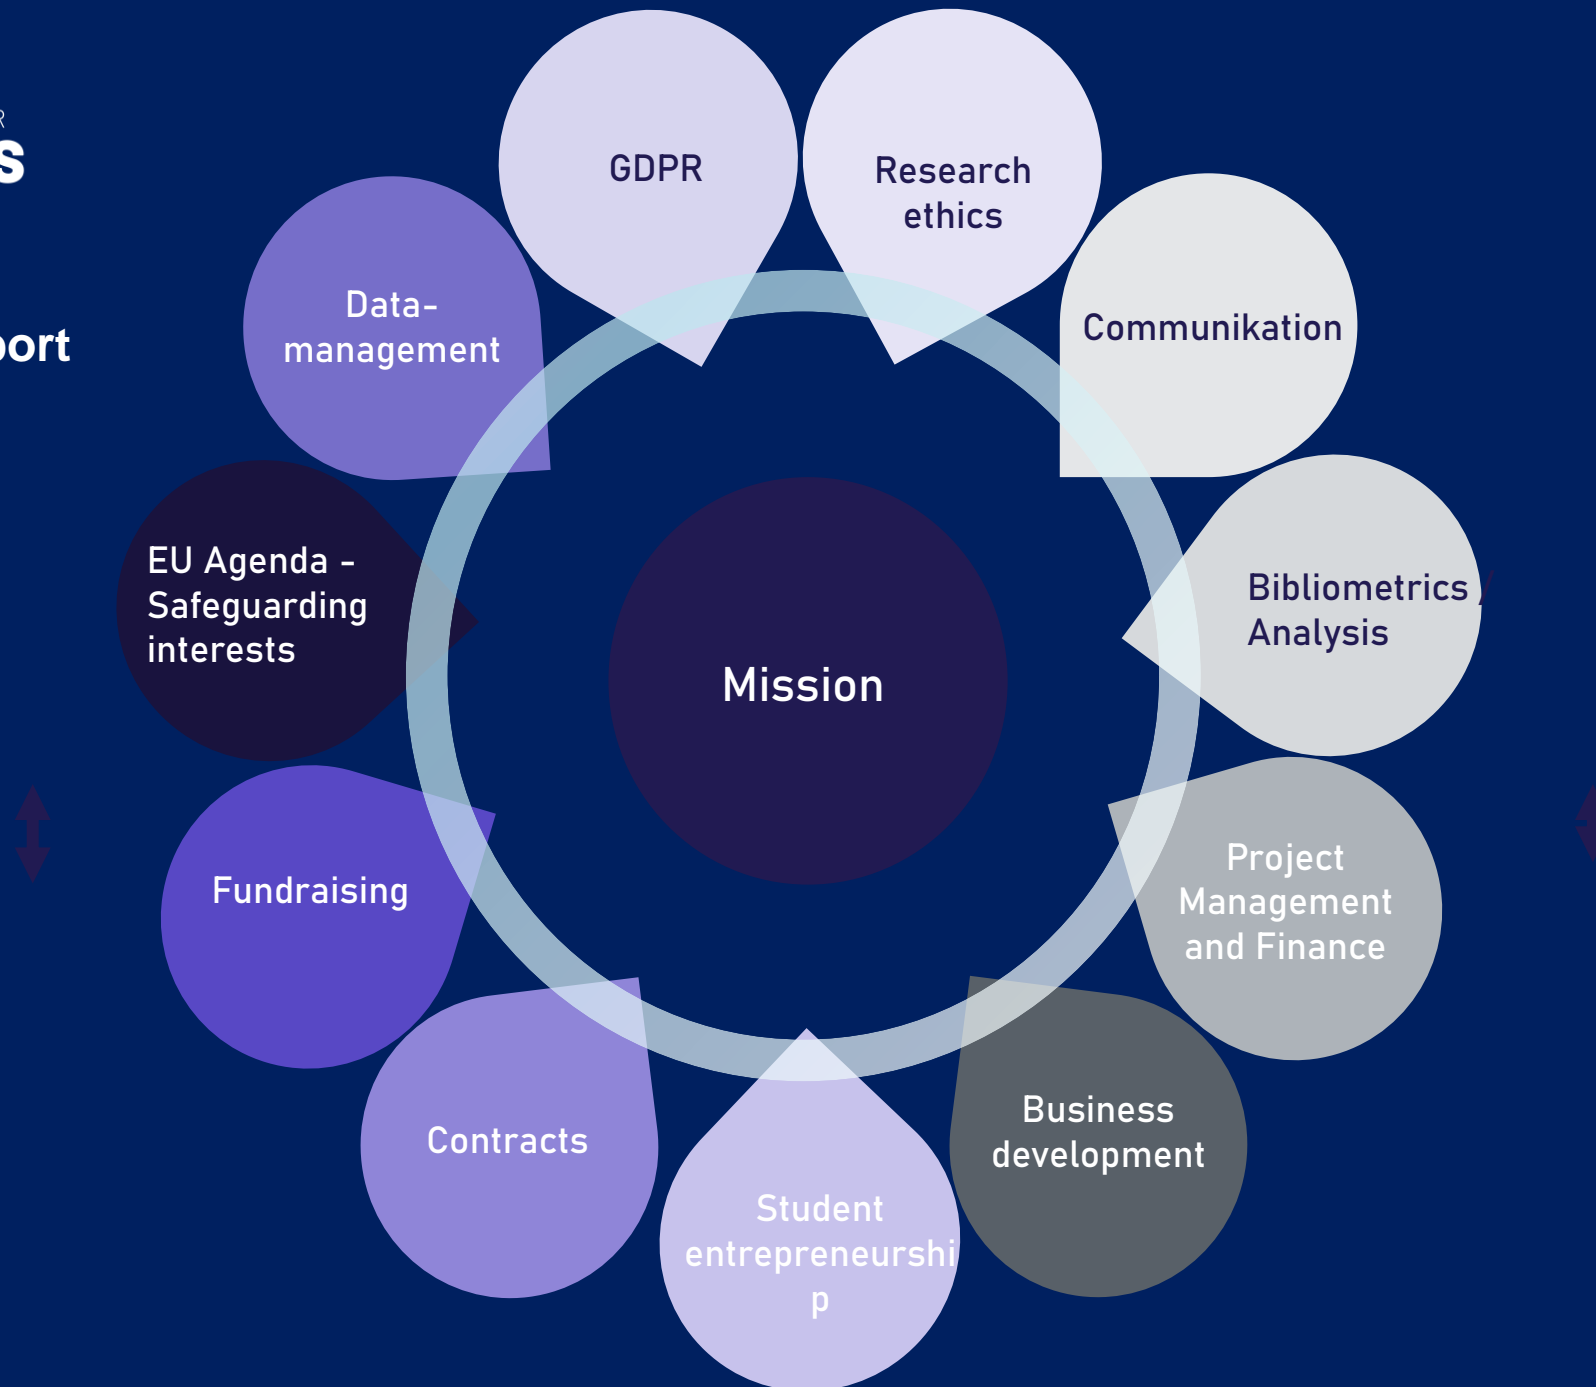 R
s
port
GDPR
Research
ethics
Data-
management
Communikation
EU Agenda -
Safeguarding
interests
Bibliometrics /
Analysis
Mission
Fundraising
Project
Management
and Finance
Contracts
Business
development
Student
entrepreneurshi
p